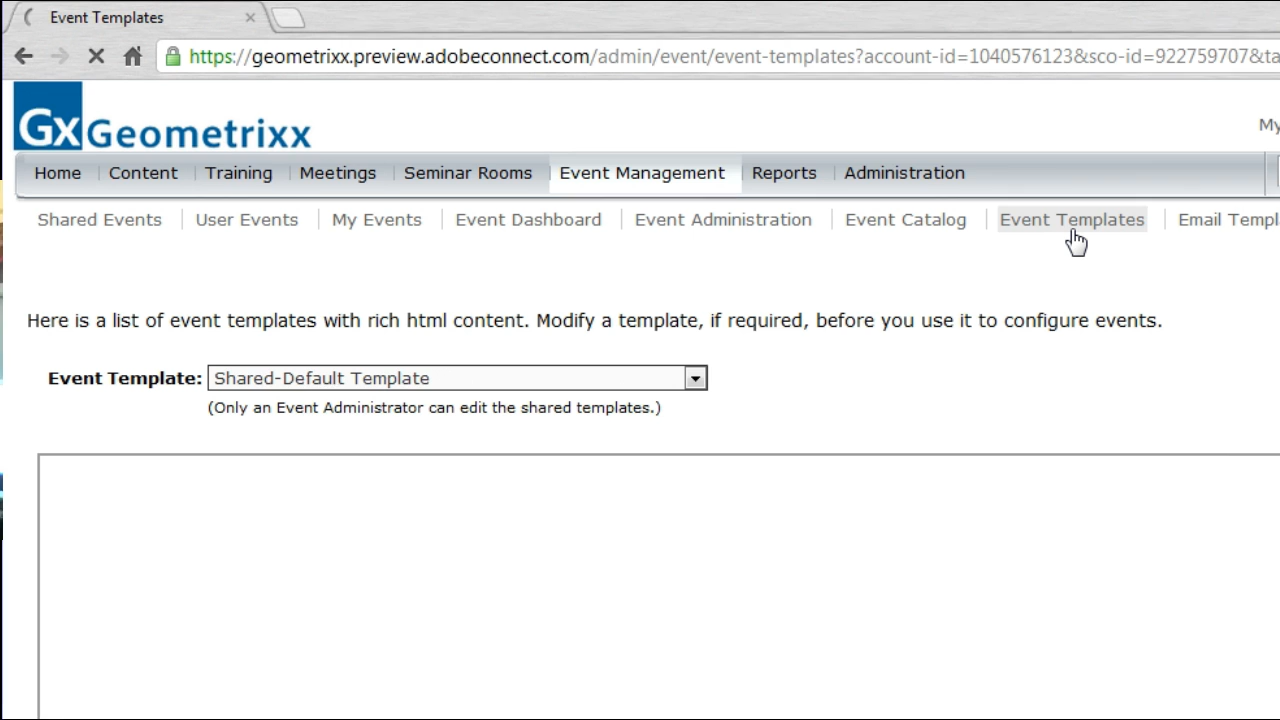 Event Templates
https://geometrixx.preview.adobeconnect.com/admin/event/event-templates?account-id=1040576123&sco-id=922759707&ta
Gx Geometrixx
My
Home Content Training Meetings Seminar Rooms Event Management Reports Administration
Shared Events User Events My Events Event Dashboard Event Administration Event Catalog Event Templates Email Templ
Here is a list of event templates with rich html content. Modify a template, if required, before you use it to configure events.
Event Template: Shared-Default Template
(Only an Event Administrator can edit the shared templates.)